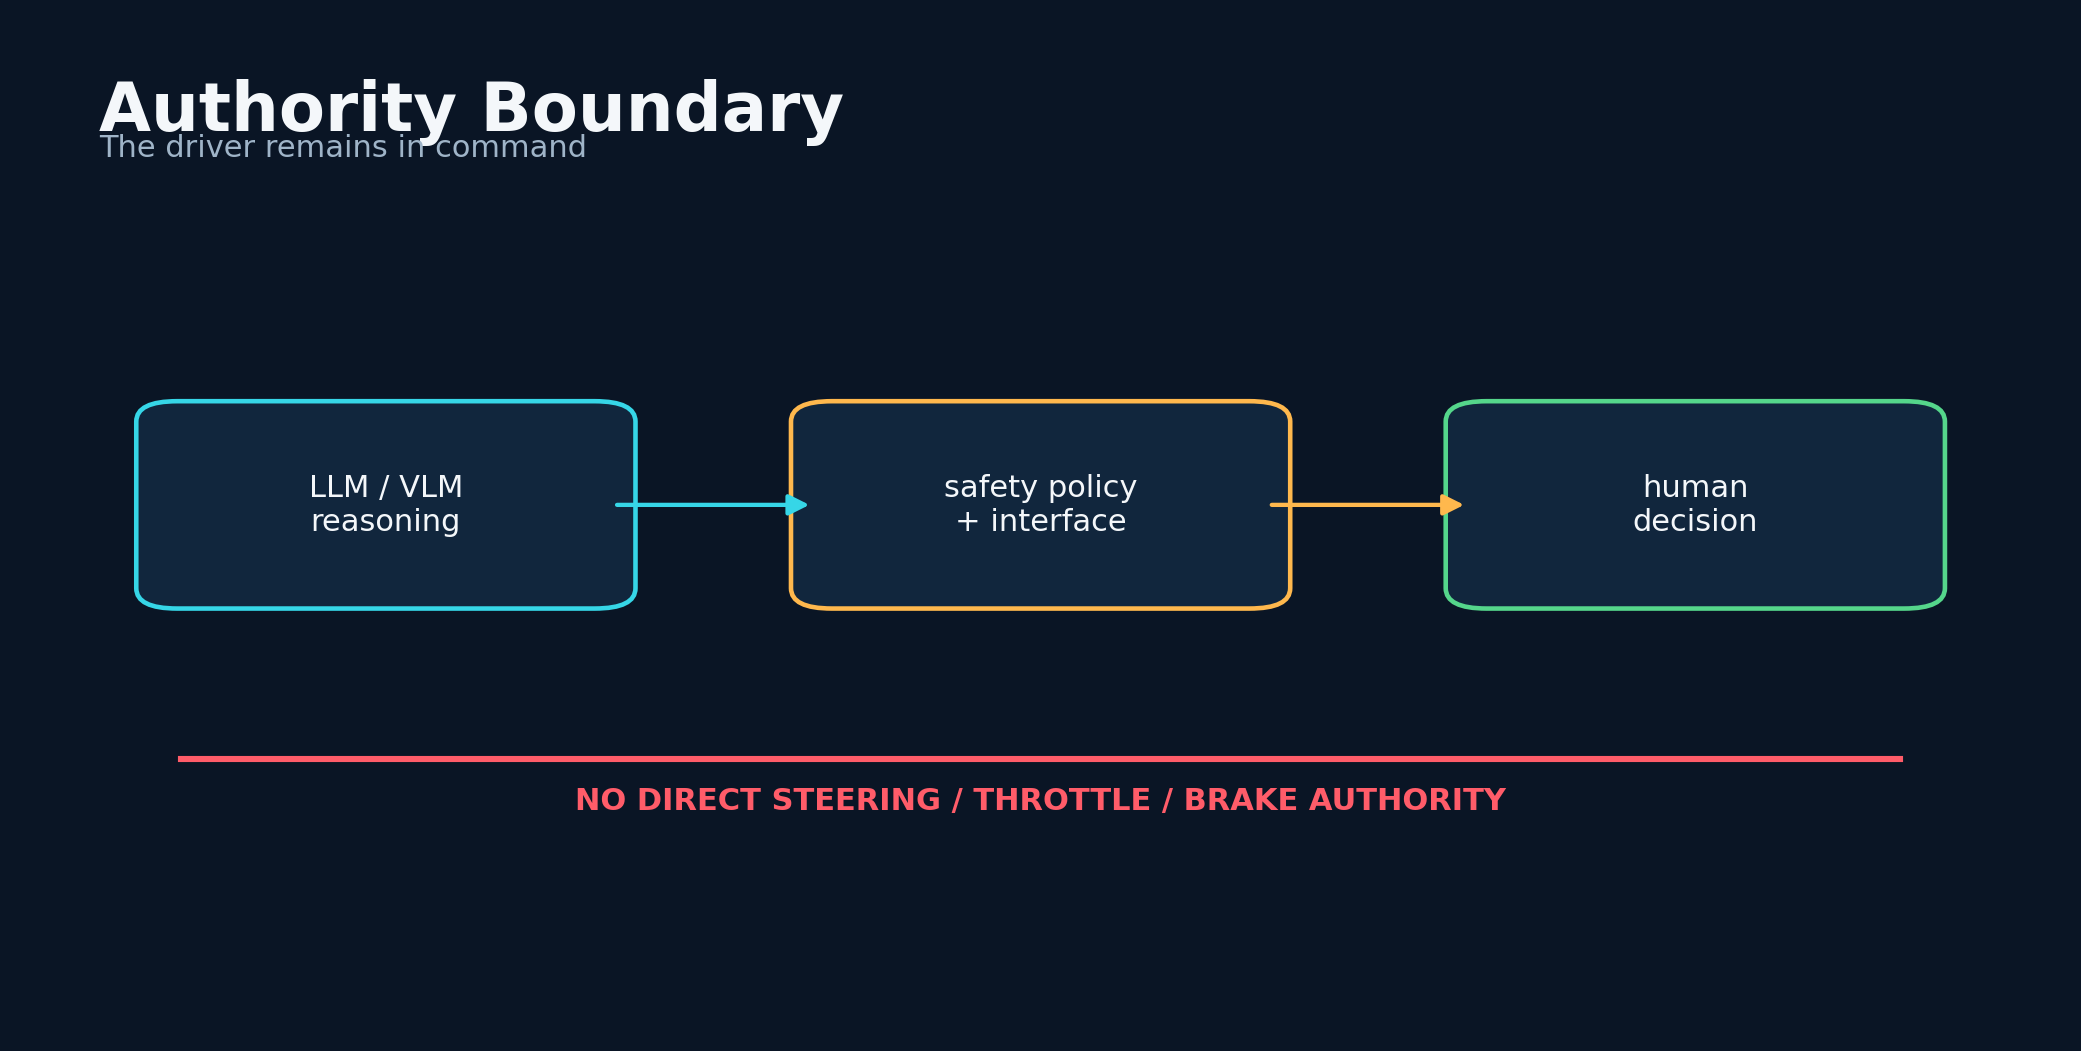 Authority Boundary
The driver remains in command
LLM / VLM
reasoning
safety policy
+ interface
human
decision
NO DIRECT STEERING / THROTTLE / BRAKE AUTHORITY